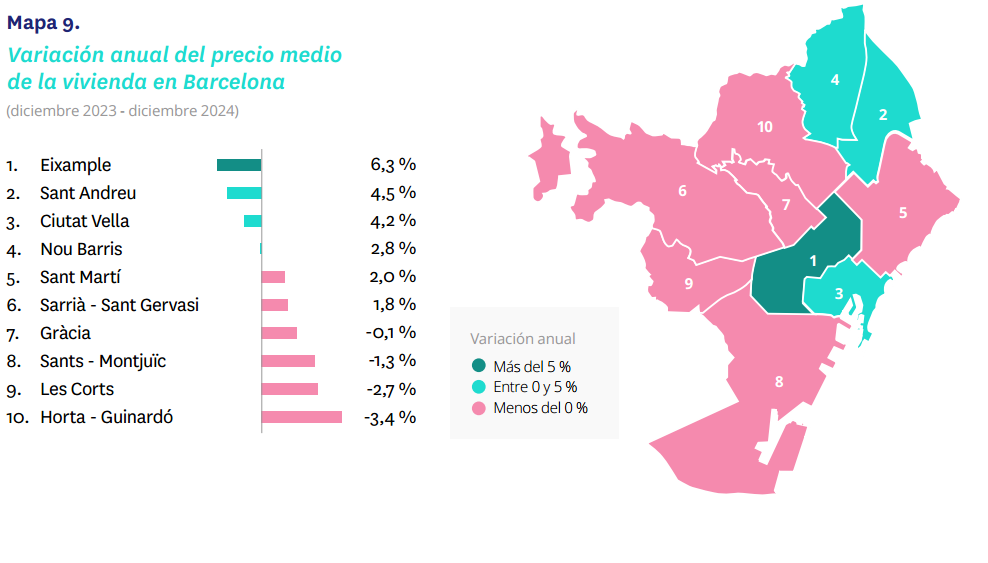 Mapa 9.
Variación anual del precio medio
de la vivienda en Barcelona
(diciembre 2023 - diciembre 2024)
1. Eixample 6,3 %
2. Sant Andreu 4,5 %
3. Ciutat Vella 4,2 %
4. Nou Barris 2,8 %
5. Sant Martí 2,0 %
6. Sarrià - Sant Gervasi 1,8 %
7. Gràcia -0,1 %
8. Sants - Montjuïc -1,3 %
9. Les Corts -2,7 %
10. Horta - Guinardó -3,4 %
Variación anual
Más del 5 %
Entre 0 y 5 %
Menos del 0 %
4
2
10
6
7
5
1
9
3
8